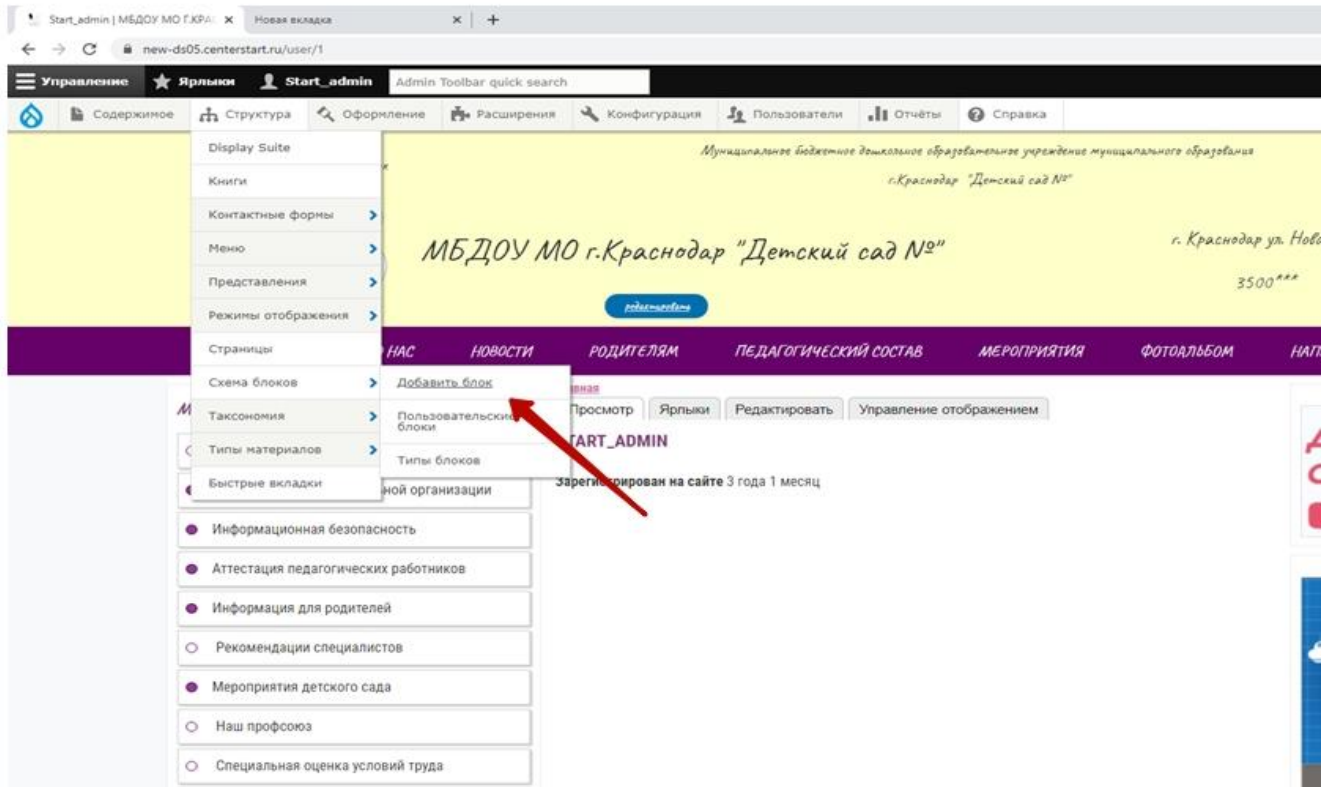 Start_admin | МБДОУ МО Г.КРА
Новая вкладка
new-ds05.centerstart.ru/user/1
Управление Ярлыки Start_admin Admin Toolbar quick search
Содержимое Структура Оформление Расширения Конфигурация Пользователи Отчёты Справка
Display Suite
Книги
Контактные формы
Меню
Представления
Режимы отображения
Страницы
Схема блоков
Таксономия
Типы материалов
Быстрые вкладки
Добавить блок
Пользовательские
блоки
Типы блоков
Муниципальное бюджетное дошкольное образовательное учреждение муниципального образования
г.Краснодар "Детский сад №"
МБДОУ МО г.Краснодар "Детский сад №"
г. Краснодар ул.
3500***
редактировать
НАС НОВОСТИ РОДИТЕЛЯМ ПЕДАГОГИЧЕСКИЙ СОСТАВ МЕРОПРИЯТИЯ ФОТОАЛЬБОМ
Просмотр Ярлыки Редактировать Управление отображением
TART_ADMIN
Зарегистрирован на сайте 3 года 1 месяц
ной организации
Информационная безопасность
Аттестация педагогических работников
Информация для родителей
Рекомендации специалистов
Мероприятия детского сада
Наш профсоюз
Специальная оценка условий труда